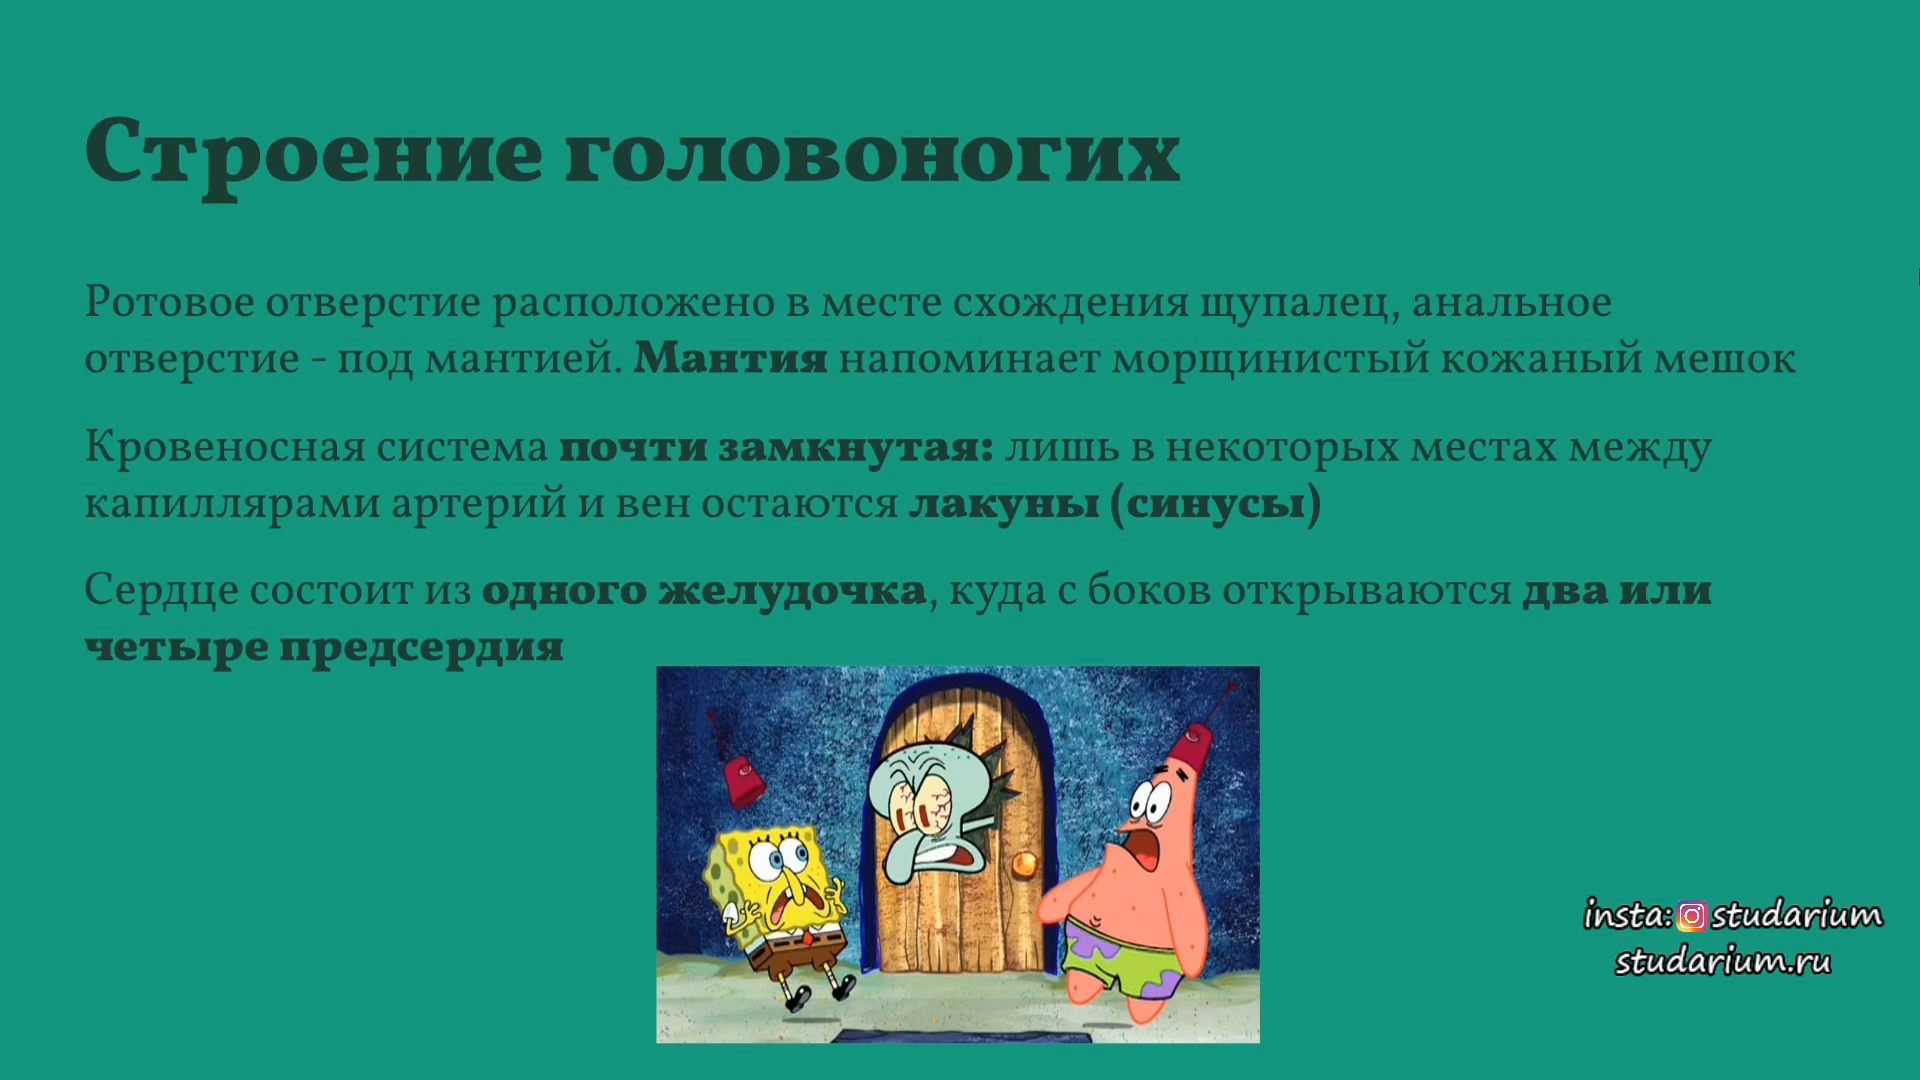 Строение головоногих
Ротовое отверстие расположено в месте схождения щупалец, анальное
отверстие - под мантией. Мантия напоминает морщинистый кожаный мешок
Кровеносная система почти замкнутая: лишь в некоторых местах между
капиллярами артерий и вен остаются лакуны (синусы)
Сердце состоит из одного желудочка, куда с боков открываются два или
четыре предсердия
insta: studarium
studarium.ru